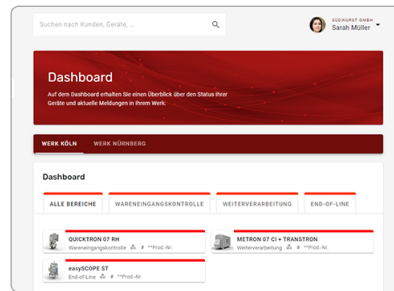 Suchen nach Kunden, Geräte, ...
SÜDWURST GMBH
Sarah Müller
Dashboard
Auf dem Dashboard erhalten Sie einen Überblick über den Status Ihrer
Geräte und aktuelle Meldungen in Ihrem Werk.
WERK KÖLN WERK NÜRNBERG
Dashboard
ALLE BEREICHE WARENEINGANGSKONTROLLE WEITERVERARBEITUNG END-OF-LINE
QUICKTRON 07 RH
Wareneingangskontrolle # **Prod.-Nr.
METRON 07 CI + TRANSTRON
Weiterverarbeitung # **Prod.-Nr.
easySCOPE ST
End-of-Line # **Prod.-Nr.